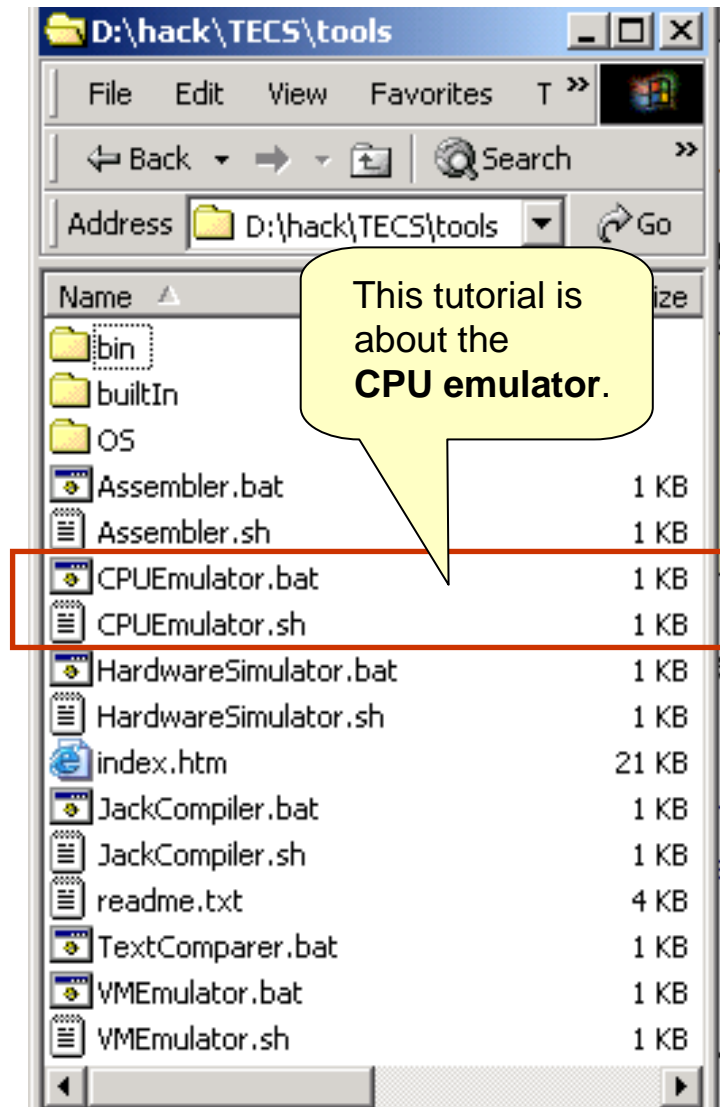 D:\hack\TECS\tools
File Edit View Favorites T »
Back Search »
Address D:\hack\TECS\tools Go
Name ize
This tutorial is
about the
CPU emulator.
bin
builtIn
OS
Assembler.bat 1 KB
Assembler.sh 1 KB
CPUEmulator.bat 1 KB
CPUEmulator.sh 1 KB
HardwareSimulator.bat 1 KB
HardwareSimulator.sh 1 KB
index.htm 21 KB
JackCompiler.bat 1 KB
JackCompiler.sh 1 KB
readme.txt 4 KB
TextComparer.bat 1 KB
VMEmulator.bat 1 KB
VMEmulator.sh 1 KB